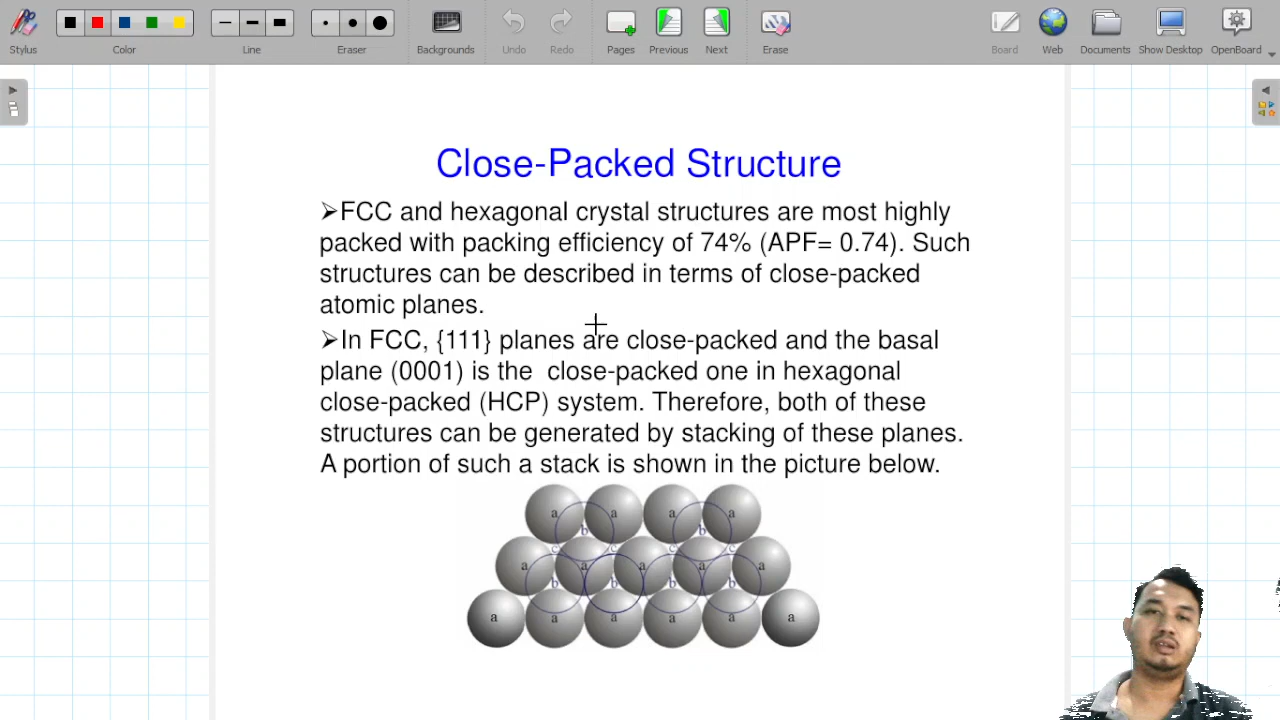 Stylus
Color
Line
Eraser
Backgrounds
Undo
Redo
Pages
Previous
Next
Erase
Board
Web
Documents
Show Desktop
OpenBoard
Close-Packed Structure
➢FCC and hexagonal crystal structures are most highly
packed with packing efficiency of 74% (APF= 0.74). Such
structures can be described in terms of close-packed
atomic planes.
➢In FCC, {111} planes are close-packed and the basal
plane (0001) is the close-packed one in hexagonal
close-packed (HCP) system. Therefore, both of these
structures can be generated by stacking of these planes.
A portion of such a stack is shown in the picture below.
a a a a
b b
c c c c
a a a a a
b b b b
a a a a a a